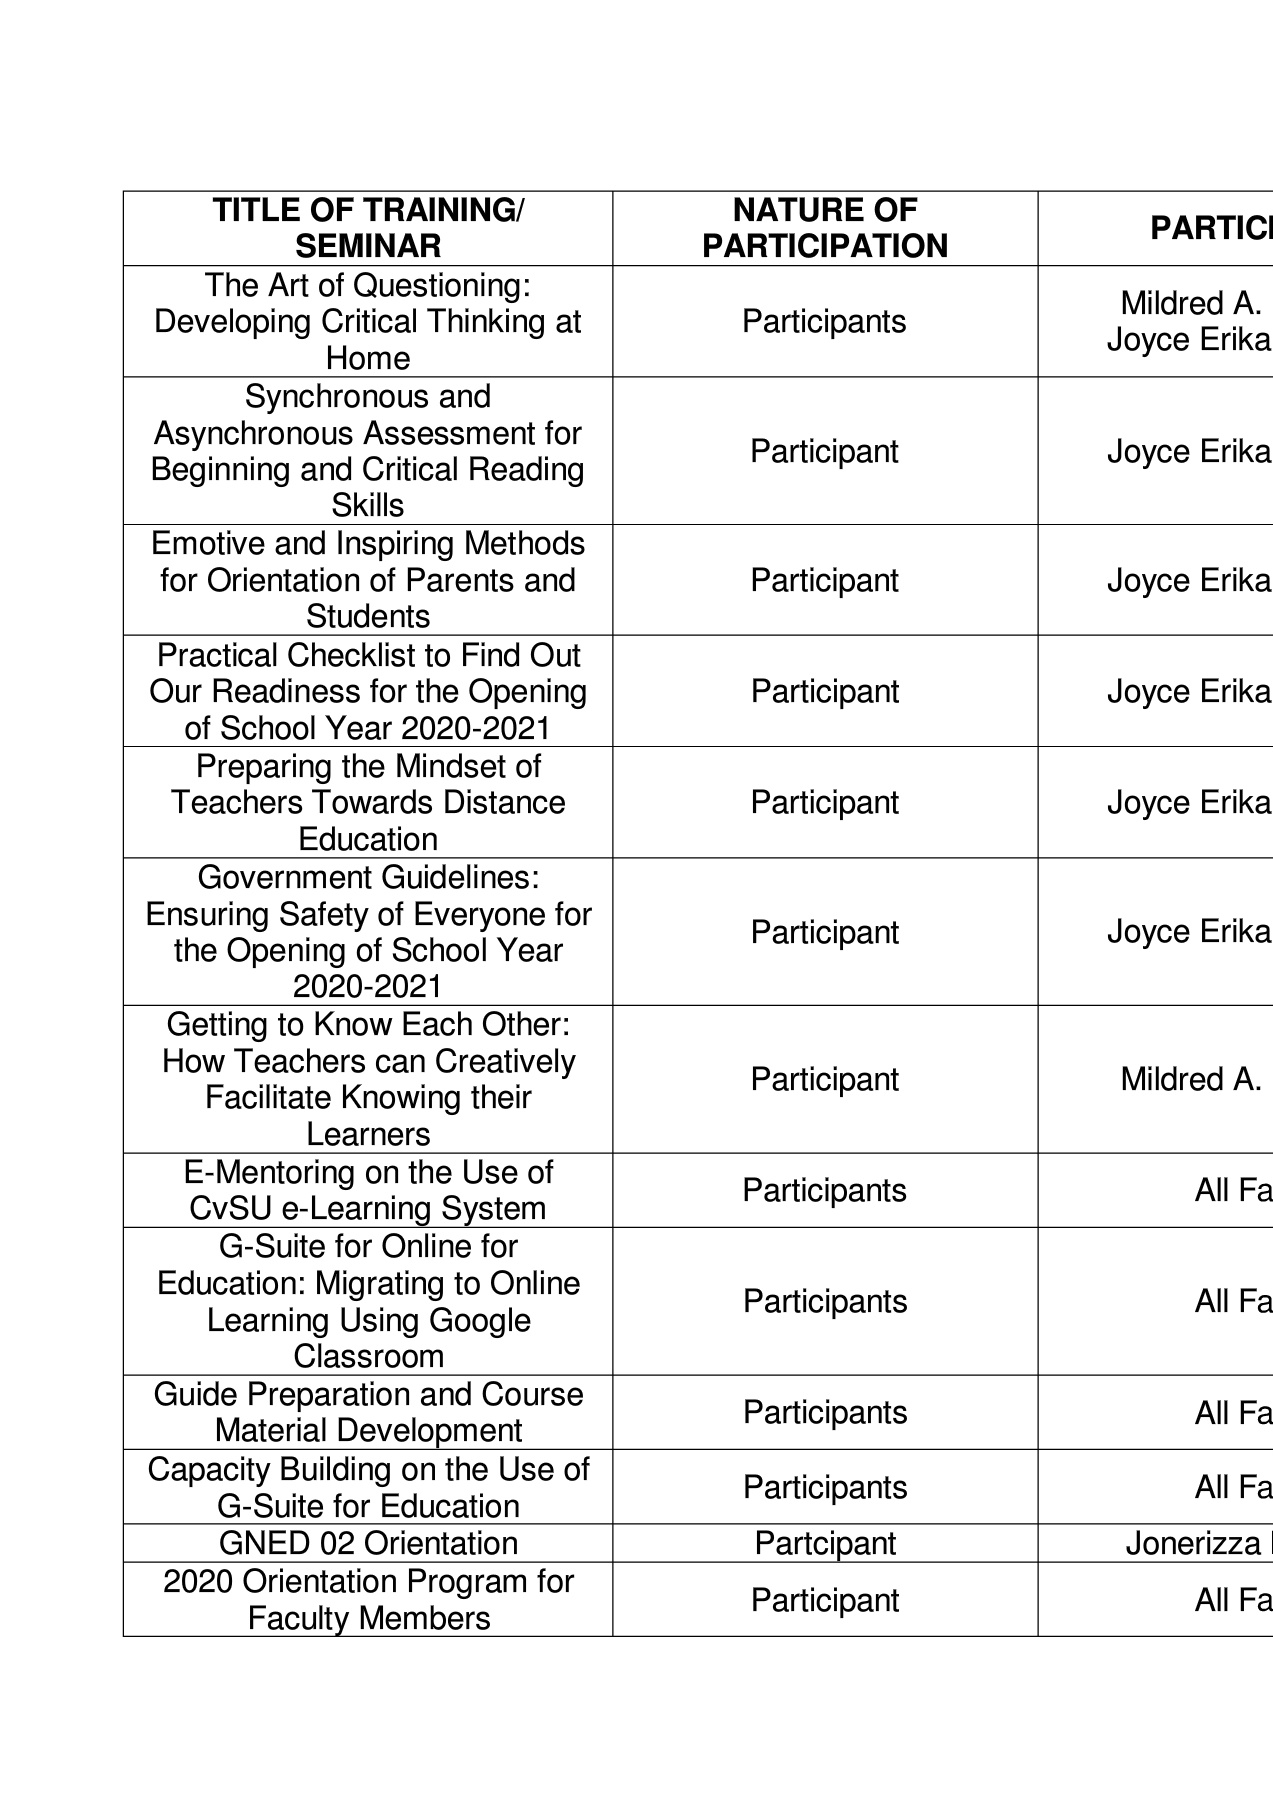 TITLE OF TRAINING/
SEMINAR
NATURE OF
PARTICIPATION
The Art of Questioning:
Developing Critical Thinking at
Home
Participants
Mildred A.
Joyce Erika
Synchronous and
Asynchronous Assessment for
Beginning and Critical Reading
Skills
Participant
Joyce Erika
Emotive and Inspiring Methods
for Orientation of Parents and
Students
Participant
Joyce Erika
Practical Checklist to Find Out
Our Readiness for the Opening
of School Year 2020-2021
Participant
Joyce Erika
Preparing the Mindset of
Teachers Towards Distance
Education
Participant
Joyce Erika
Government Guidelines:
Ensuring Safety of Everyone for
the Opening of School Year
2020-2021
Participant
Joyce Erika
Getting to Know Each Other:
How Teachers can Creatively
Facilitate Knowing their
Learners
Participant
Mildred A.
E-Mentoring on the Use of
CvSU e-Learning System
Participants
All
G-Suite for Online for
Education: Migrating to Online
Learning Using Google
Classroom
Participants
All
Guide Preparation and Course
Material Development
Participants
All
Capacity Building on the Use of
G-Suite for Education
Participants
All
GNED 02 Orientation
Partcipant
Jonerizza
2020 Orientation Program for
Faculty Members
Participant
All